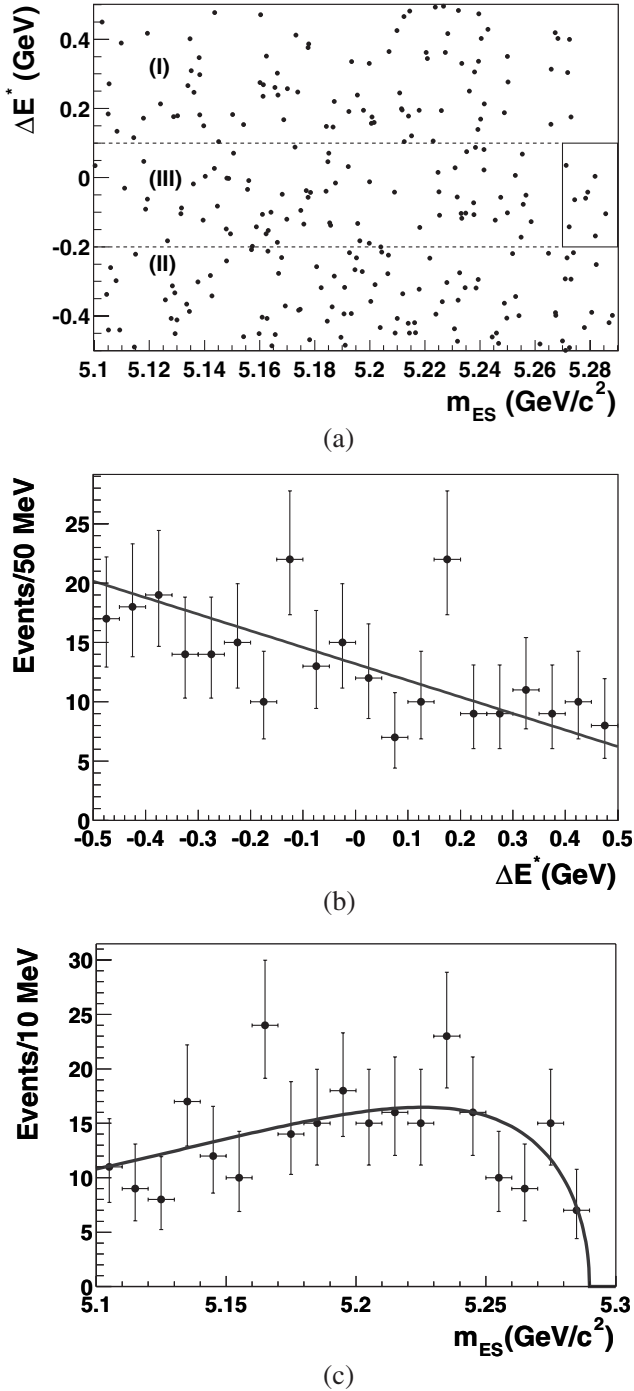 ΔE* (GeV)
0.4
0.2
0
-0.2
-0.4
(I)
(III)
(II)
5.1 5.12 5.14 5.16 5.18 5.2 5.22 5.24 5.26 5.28
mES (GeV/c²)
(a)
Events/50 MeV
25
20
15
10
5
0
-0.5 -0.4 -0.3 -0.2 -0.1 -0 0.1 0.2 0.3 0.4 0.5
ΔE*(GeV)
(b)
Events/10 MeV
30
25
20
15
10
5
0
5.1 5.15 5.2 5.25 5.3
mES(GeV/c²)
(c)